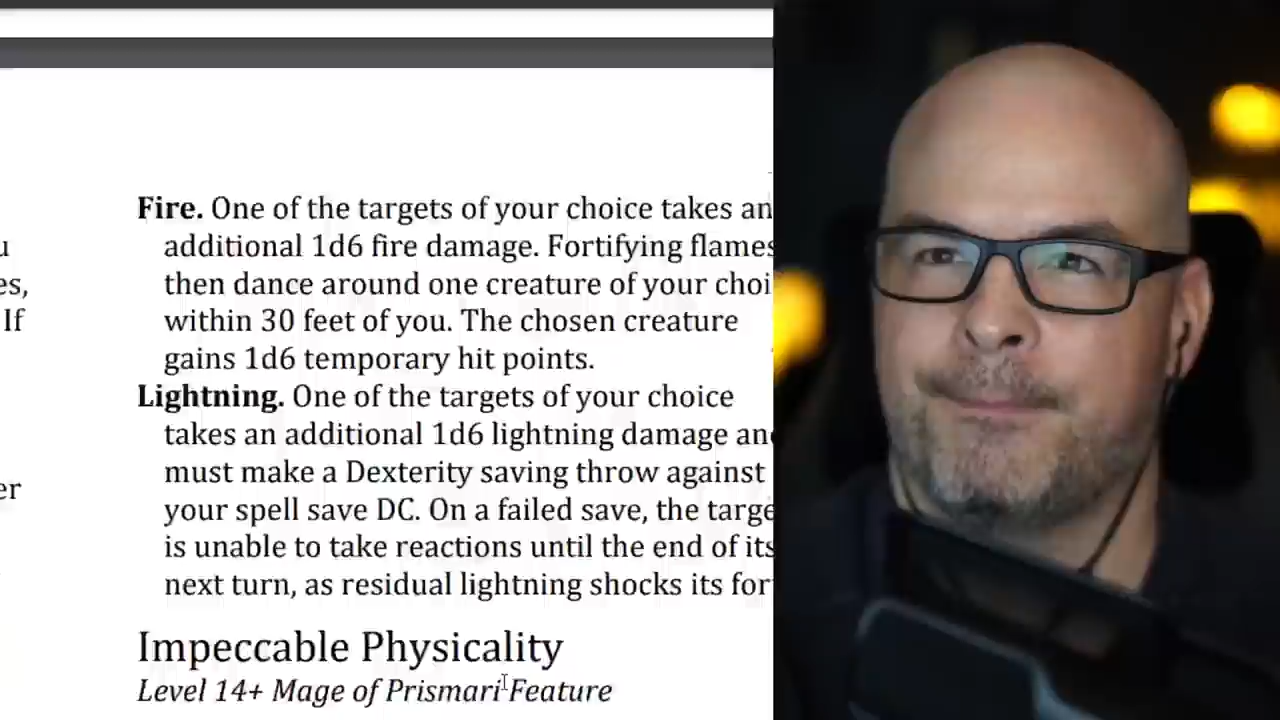 u
es,
If
er
Fire. One of the targets of your choice takes an
additional 1d6 fire damage. Fortifying flames
then dance around one creature of your choi
within 30 feet of you. The chosen creature
gains 1d6 temporary hit points.
Lightning. One of the targets of your choice
takes an additional 1d6 lightning damage and
must make a Dexterity saving throw against
your spell save DC. On a failed save, the targe
is unable to take reactions until the end of its
next turn, as residual lightning shocks its for
Impeccable Physicality
Level 14+ Mage of Prismari Feature